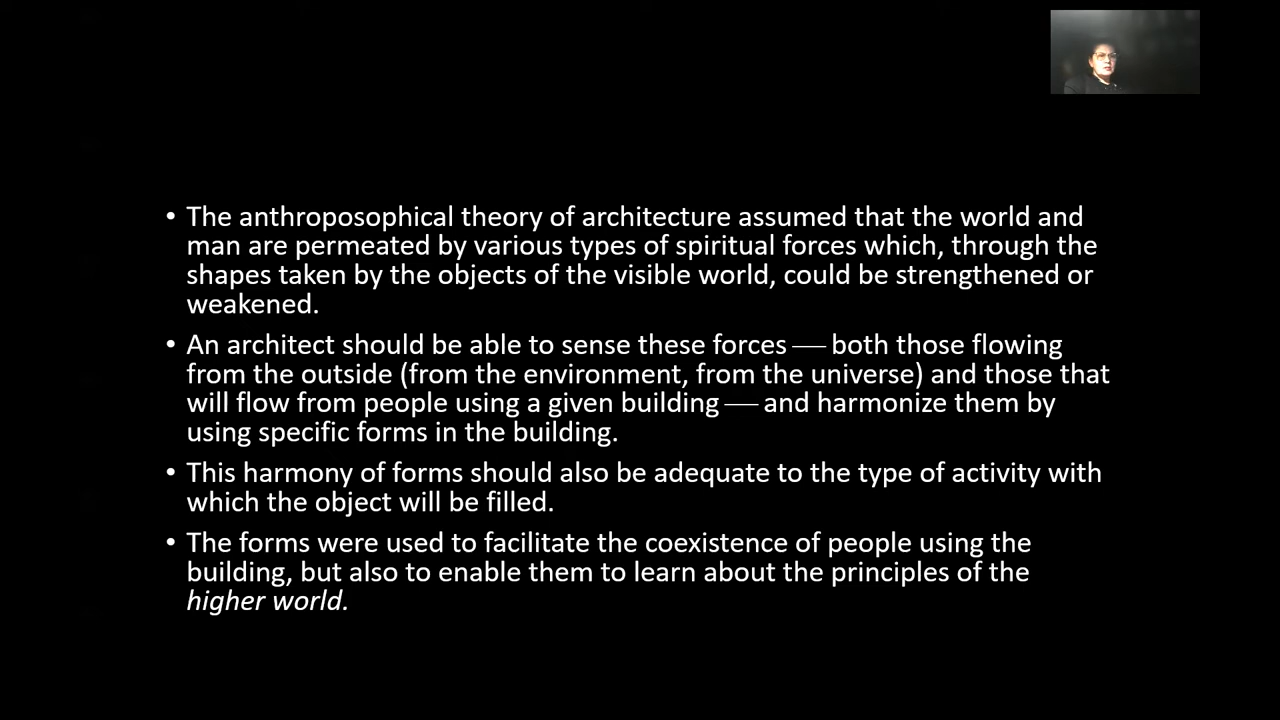 • The anthroposophical theory of architecture assumed that the world and
man are permeated by various types of spiritual forces which, through the
shapes taken by the objects of the visible world, could be strengthened or
weakened.
• An architect should be able to sense these forces — both those flowing
from the outside (from the environment, from the universe) and those that
will flow from people using a given building — and harmonize them by
using specific forms in the building.
• This harmony of forms should also be adequate to the type of activity with
which the object will be filled.
• The forms were used to facilitate the coexistence of people using the
building, but also to enable them to learn about the principles of the
higher world.